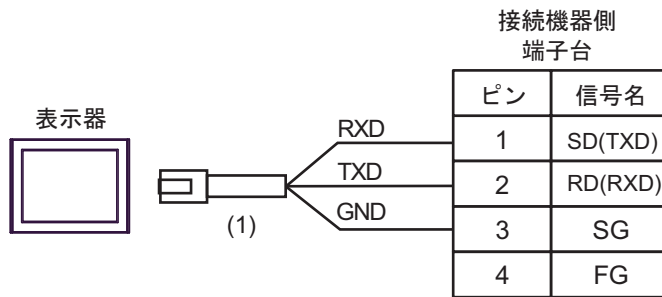 接続機器側
端子台
ピン 信号名
表示器
RXD
1 SD(TXD)
TXD
2 RD(RXD)
GND
3 SG
(1)
4 FG